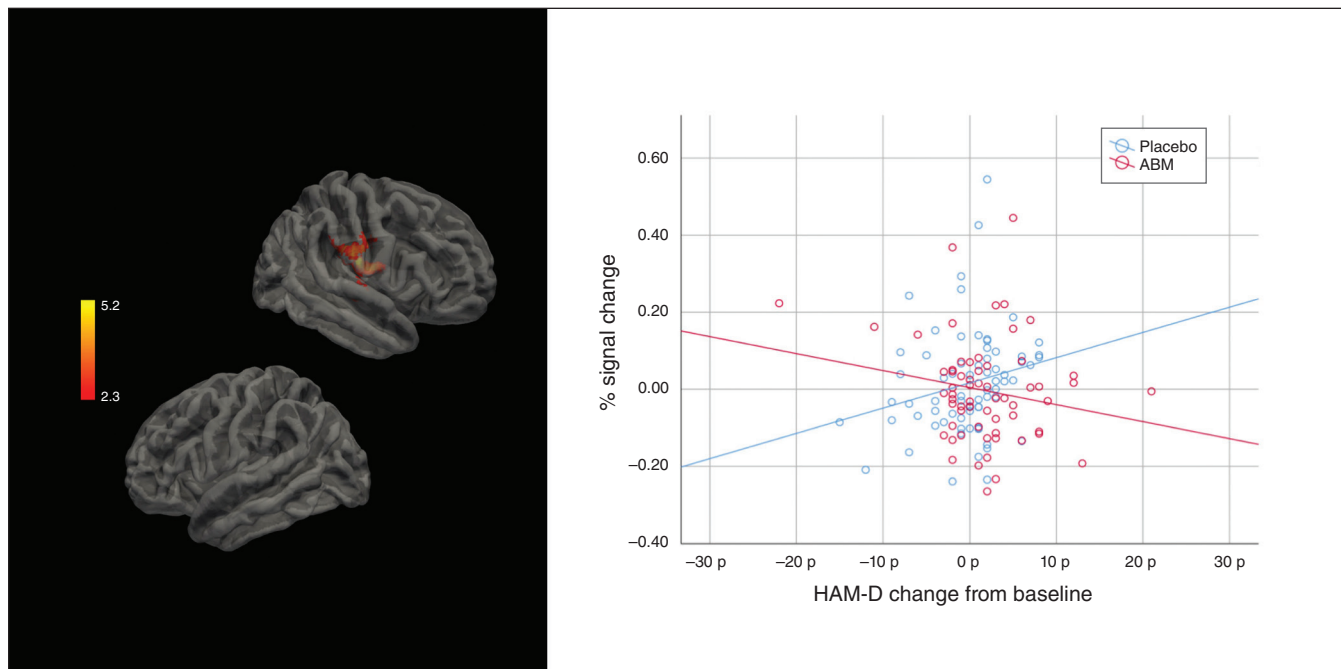 5.2
2.3
% signal change
0.60
0.40
0.20
0.00
−0.20
−0.40
Placebo
ABM
−30 p −20 p −10 p 0 p 10 p 20 p 30 p
HAM-D change from baseline